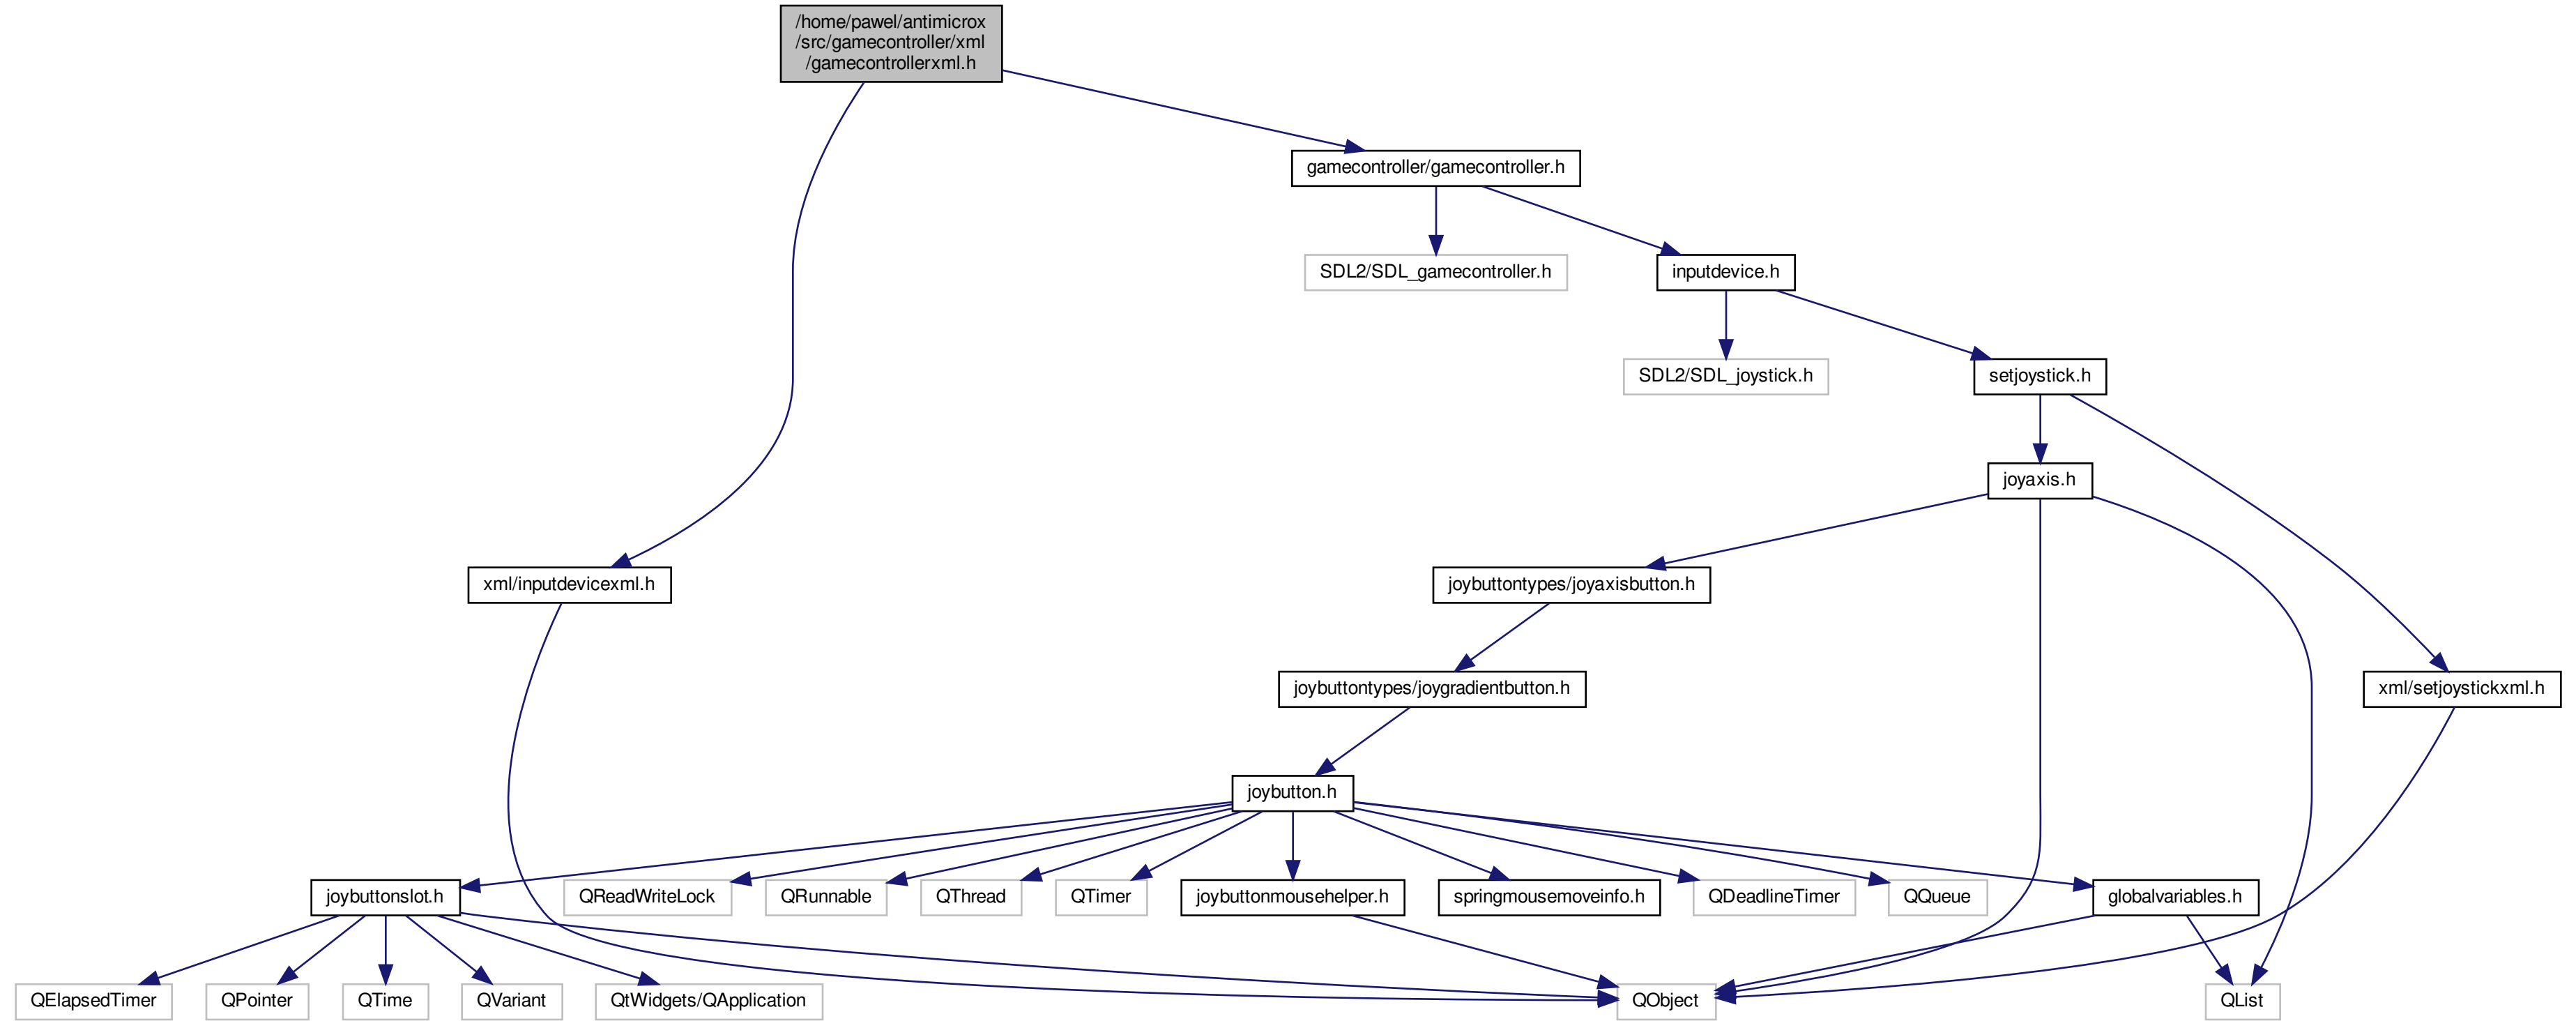 /home/pawel/antimicrox
/src/gamecontroller/xml
/gamecontrollerxml.h
gamecontroller/gamecontroller.h
SDL2/SDL_gamecontroller.h
inputdevice.h
SDL2/SDL_joystick.h
setjoystick.h
joyaxis.h
xml/inputdevicexml.h
joybuttontypes/joyaxisbutton.h
joybuttontypes/joygradientbutton.h
xml/setjoystickxml.h
joybutton.h
joybuttonslot.h
QReadWriteLock
QRunnable
QThread
QTimer
joybuttonmousehelper.h
springmousemoveinfo.h
QDeadlineTimer
QQueue
globalvariables.h
QElapsedTimer
QPointer
QTime
QVariant
QtWidgets/QApplication
QObject
QList